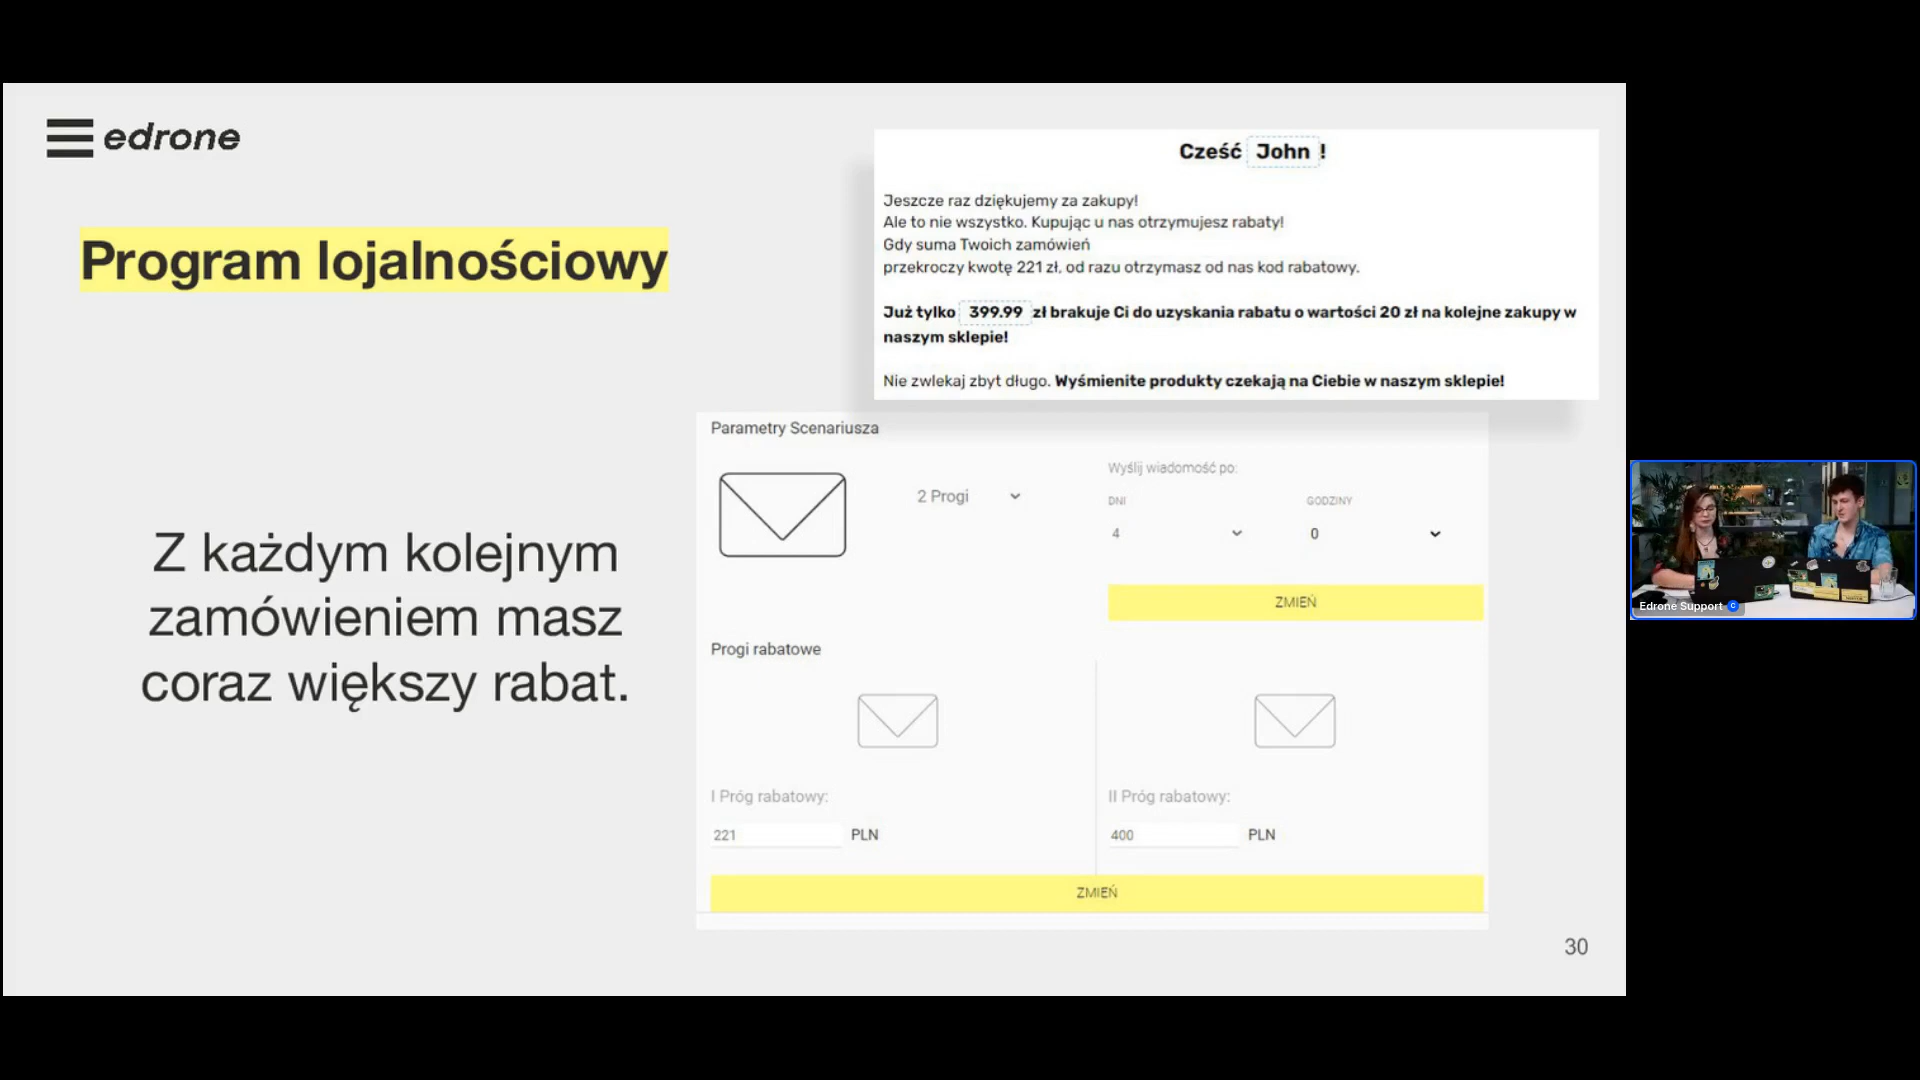 edrone
Program lojalnościowy
Z każdym kolejnym
zamówieniem masz
coraz większy rabat.
Cześć John !
Jeszcze raz dziękujemy za zakupy!
Ale to nie wszystko. Kupując u nas otrzymujesz rabaty!
Gdy suma Twoich zamówień
przekroczy kwotę 221 zł, od razu otrzymasz od nas kod rabatowy.
Już tylko 399.99 zł brakuje Ci do uzyskania rabatu o wartości 20 zł na kolejne zakupy w
naszym sklepie!
Nie zwlekaj zbyt długo. Wyśmienite produkty czekają na Ciebie w naszym sklepie!
Parametry Scenariusza
2 Progi
Wyślij wiadomość po:
DNI GODZINY
4 0
ZMIEŃ
Progi rabatowe
I Próg rabatowy: II Próg rabatowy:
221 PLN 400 PLN
ZMIEŃ
30
Edrone Support